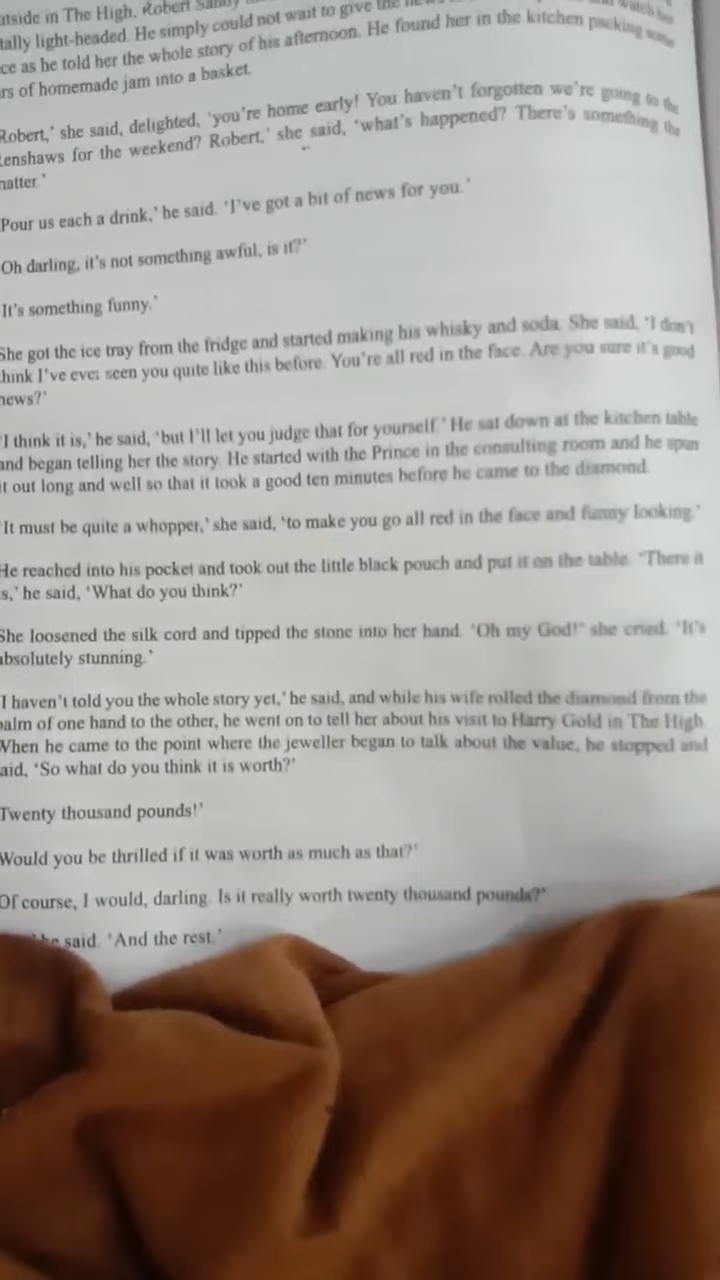 utside in The High, Robert Sandy
tally light-headed. He simply could not wait to give the
ce as he told her the whole story of his afternoon. He found her in the kitchen packing some
rs of homemade jam into a basket.
Robert,' she said, delighted, 'you're home early! You haven't forgotten we're going to the
enshaws for the weekend? Robert,' she said, 'what's happened? There's something the
natter.'
Pour us each a drink,' he said. 'I've got a bit of news for you.'
Oh darling, it's not something awful, is it?'
It's something funny.'
She got the ice tray from the fridge and started making his whisky and soda. She said, 'I don't
hink I've ever seen you quite like this before. You're all red in the face. Are you sure it's good
news?'
'I think it is,' he said, 'but I'll let you judge that for yourself.' He sat down at the kitchen table
and began telling her the story. He started with the Prince in the consulting room and he spun
it out long and well so that it took a good ten minutes before he came to the diamond.
'It must be quite a whopper,' she said, 'to make you go all red in the face and funny looking.'
He reached into his pocket and took out the little black pouch and put it on the table. 'There it
s,' he said, 'What do you think?'
She loosened the silk cord and tipped the stone into her hand. 'Oh my God!' she cried. 'It's
absolutely stunning.'
'I haven't told you the whole story yet,' he said, and while his wife rolled the diamond from the
palm of one hand to the other, he went on to tell her about his visit to Harry Gold in The High.
When he came to the point where the jeweller began to talk about the value, he stopped and
aid, 'So what do you think it is worth?'
Twenty thousand pounds!'
Would you be thrilled if it was worth as much as that?'
Of course, I would, darling. Is it really worth twenty thousand pounds?'
he said. 'And the rest.'